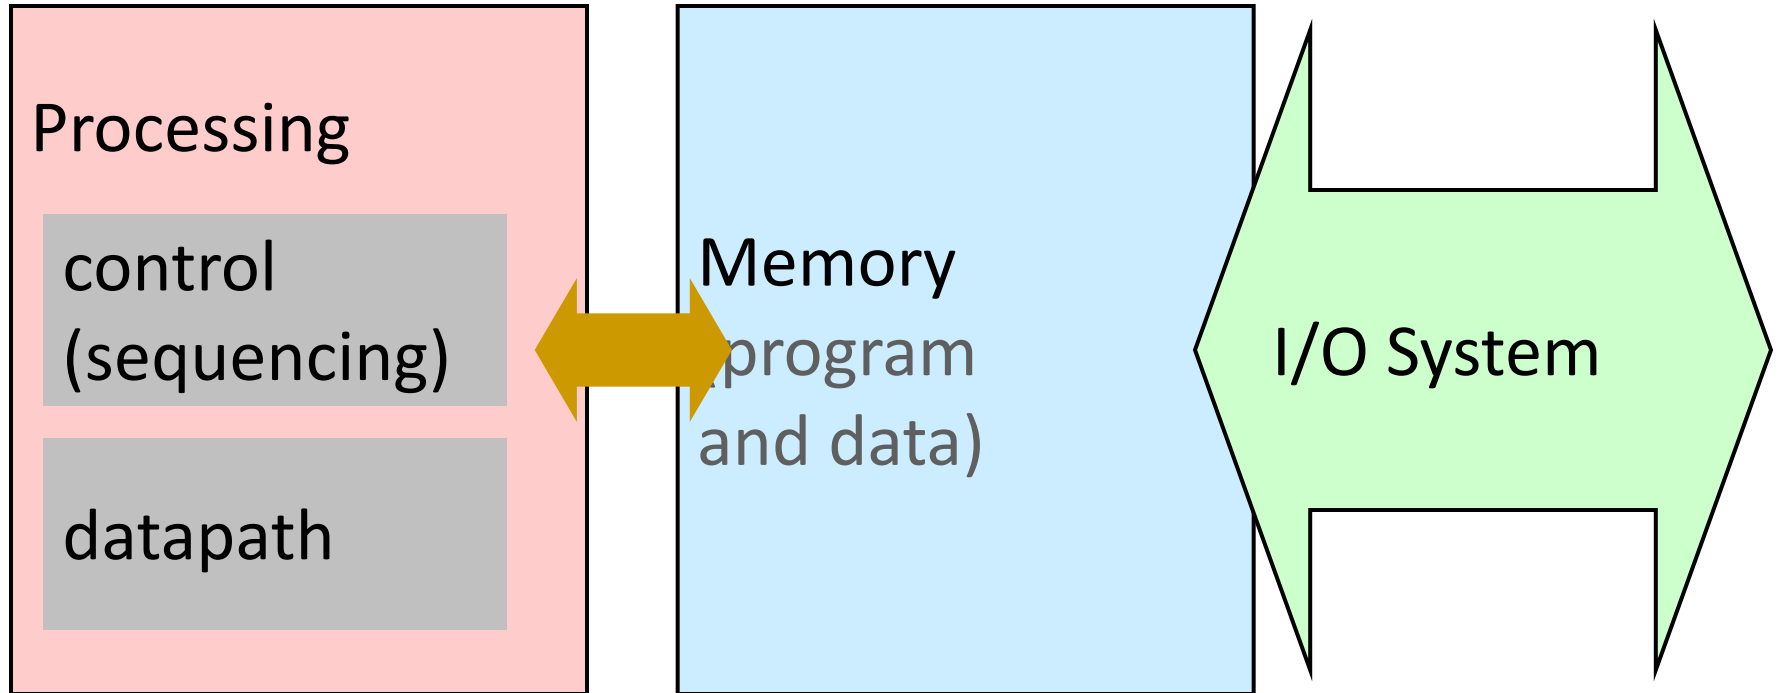 Processing
control
(sequencing)
datapath
Memory
(program
and data)
I/O System